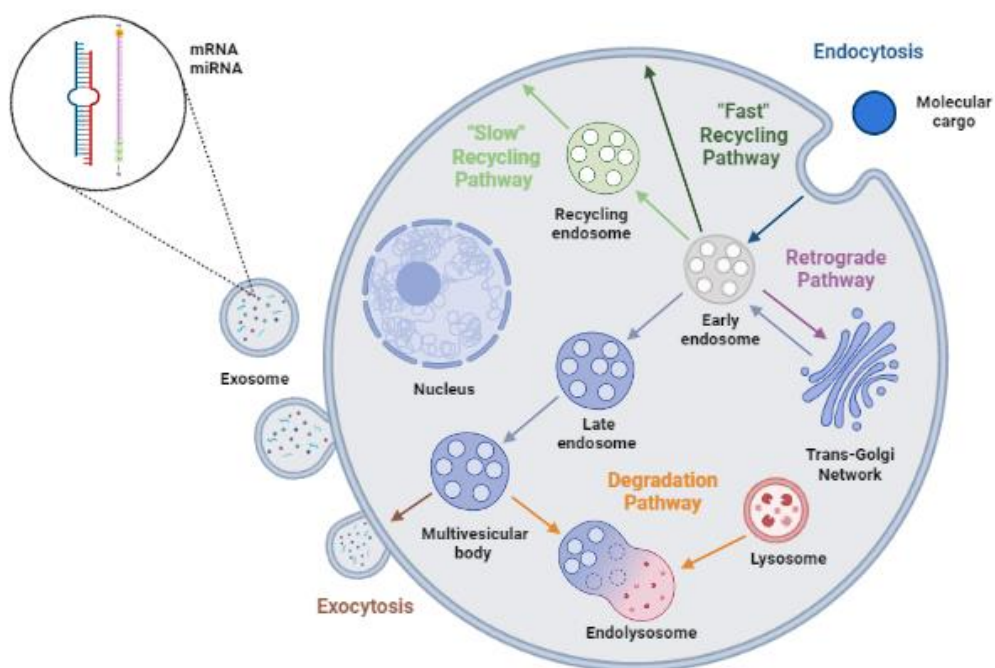 mRNA
miRNA
Endocytosis
Molecular
cargo
"Fast"
Recycling
Pathway
"Slow"
Recycling
Pathway
Recycling
endosome
Retrograde
Pathway
Early
endosome
Exosome
Nucleus
Late
endosome
Trans-Golgi
Network
Degradation
Pathway
Multivesicular
body
Lysosome
Exocytosis
Endolysosome